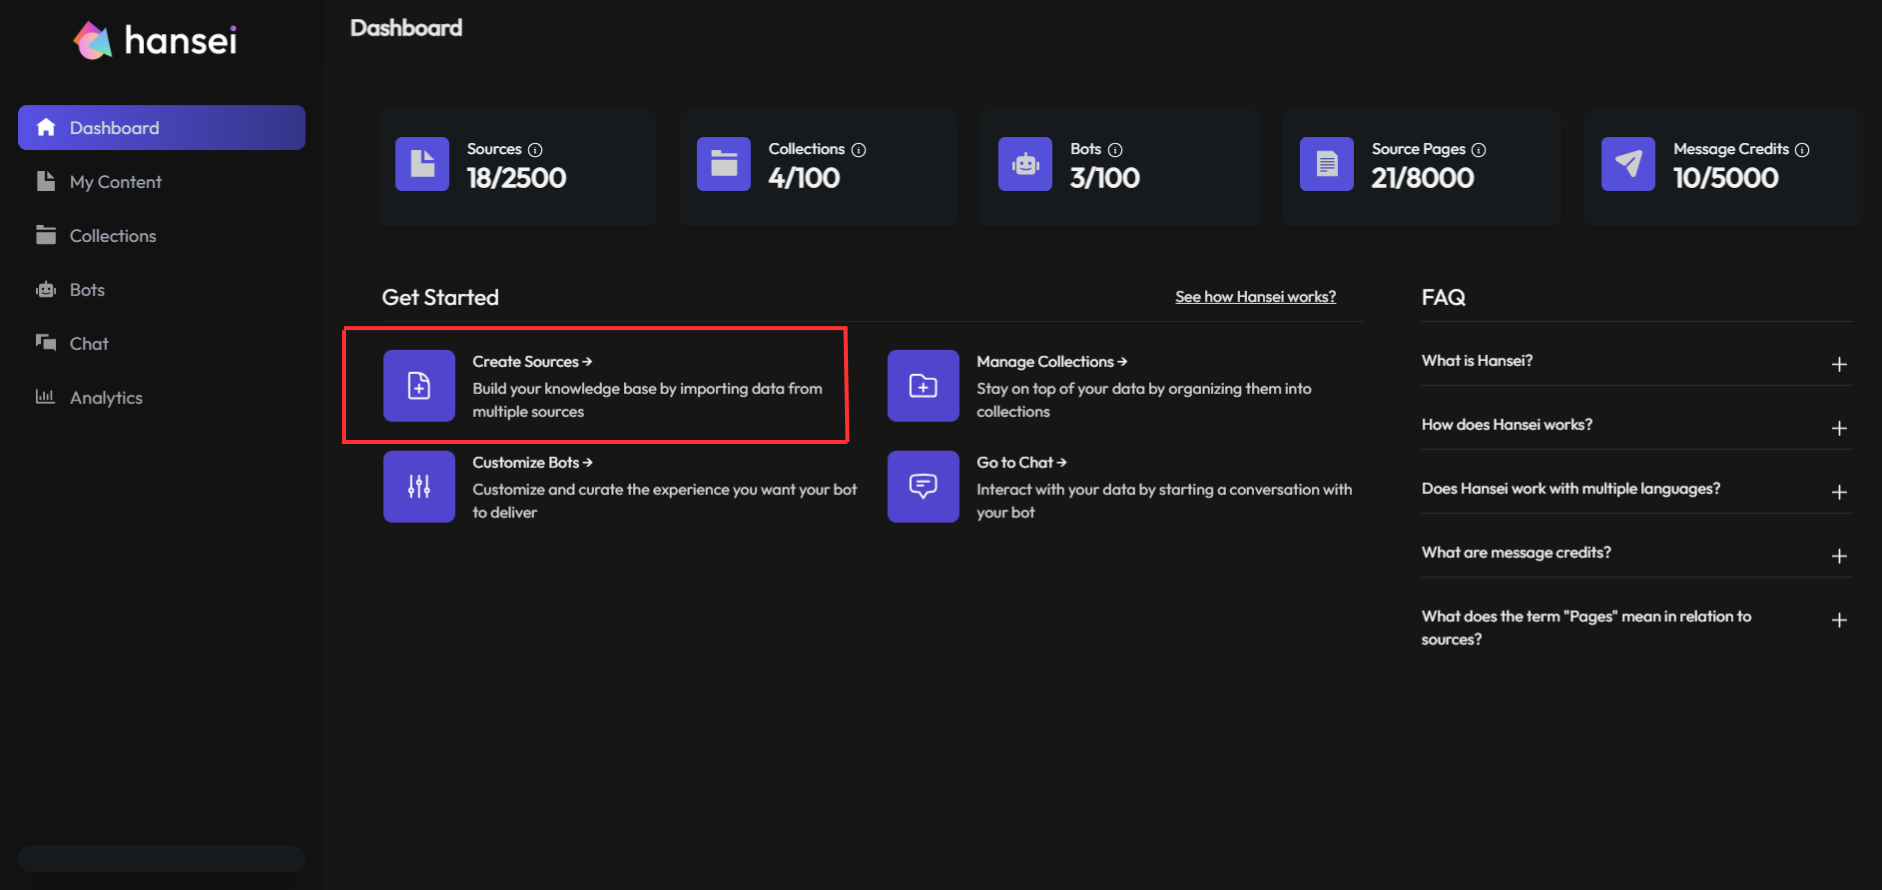 hansei
Dashboard
My Content
Collections
Bots
Chat
Analytics
Dashboard
Sources
18/2500
Collections
4/100
Bots
3/100
Source Pages
21/8000
Message Credits
10/5000
Get Started
See how Hansei works?
Create Sources →
Build your knowledge base by importing data from
multiple sources
Manage Collections →
Stay on top of your data by organizing them into
collections
Customize Bots →
Customize and curate the experience you want your bot
to deliver
Go to Chat →
Interact with your data by starting a conversation with
your bot
FAQ
What is Hansei?
How does Hansei works?
Does Hansei work with multiple languages?
What are message credits?
What does the term "Pages" mean in relation to
sources?